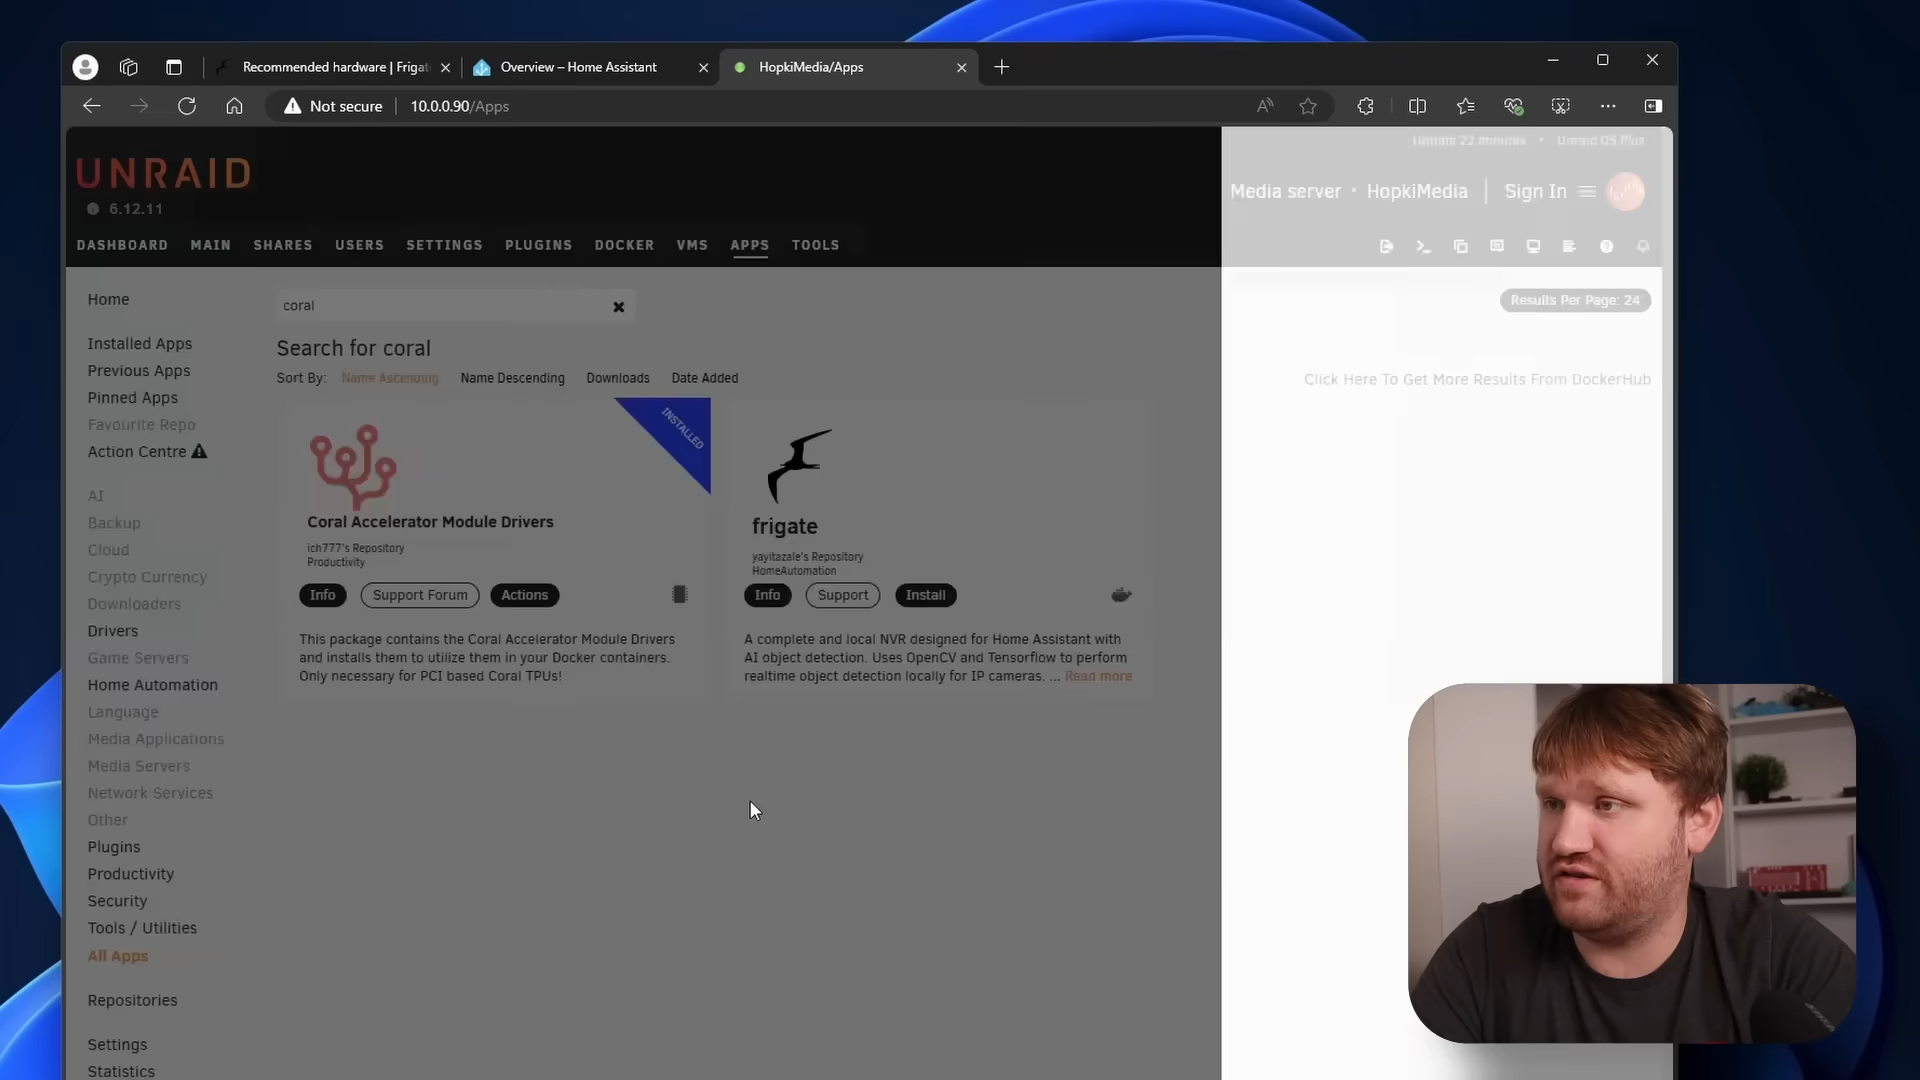 Recommended hardware | Frigat
Overview – Home Assistant
HopkiMedia/Apps
Not secure
10.0.0.90/Apps
Uptime 22 minutes • Unraid OS Plus
UNRAID
6.12.11
Media server • HopkiMedia
Sign In
DASHBOARD MAIN SHARES USERS SETTINGS PLUGINS DOCKER VMS APPS TOOLS
Home
Installed Apps
Previous Apps
Pinned Apps
Favourite Repo
Action Centre
AI
Backup
Cloud
Crypto Currency
Downloaders
Drivers
Game Servers
Home Automation
Language
Media Applications
Media Servers
Network Services
Other
Plugins
Productivity
Security
Tools / Utilities
All Apps
Repositories
Settings
Statistics
coral
Results Per Page: 24
Search for coral
Sort By: Name Ascending Name Descending Downloads Date Added
Click Here To Get More Results From DockerHub
INSTALLED
Coral Accelerator Module Drivers
ich777's Repository
Productivity
Info Support Forum Actions
This package contains the Coral Accelerator Module Drivers
and installs them to utilize them in your Docker containers.
Only necessary for PCI based Coral TPUs!
frigate
yayitazale's Repository
HomeAutomation
Info Support Install
A complete and local NVR designed for Home Assistant with
AI object detection. Uses OpenCV and Tensorflow to perform
realtime object detection locally for IP cameras. ... Read more